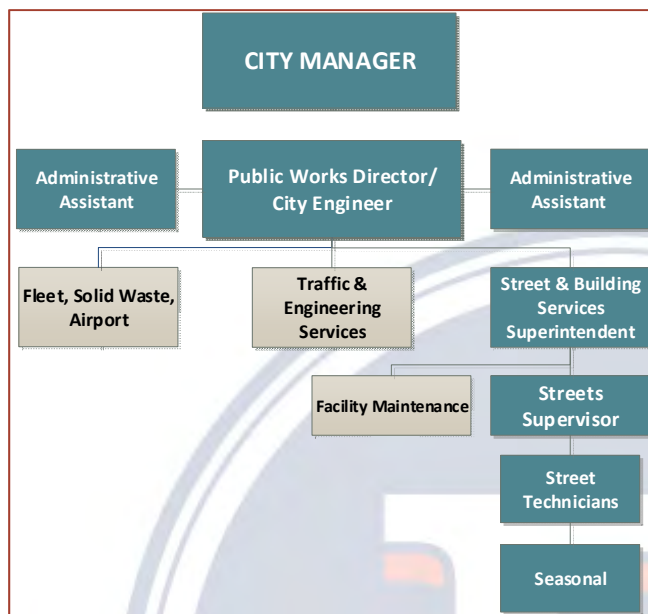 CITY MANAGER
Administrative
Assistant
Public Works Director/
City Engineer
Administrative
Assistant
Fleet, Solid Waste,
Airport
Traffic &
Engineering
Services
Street & Building
Services
Superintendent
Facility Maintenance
Streets
Supervisor
Street
Technicians
Seasonal